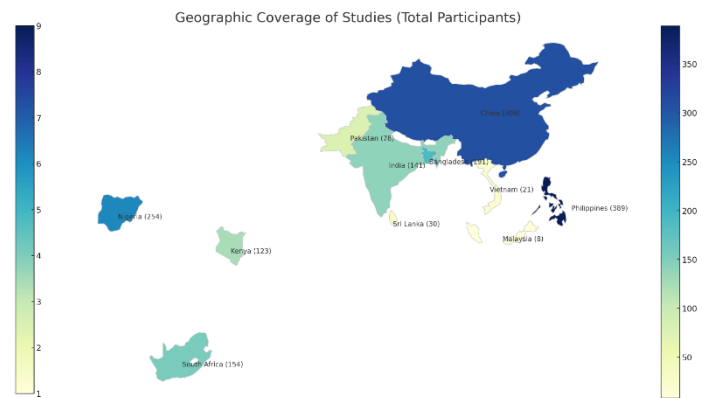 Geographic Coverage of Studies (Total Participants)
9
8
7
6
5
4
3
2
1
China
Pakistan
India (141)
Bangladesh (191)
Vietnam (21)
Philippines (389)
Nigeria (254)
Sri Lanka (30)
Malaysia (8)
Kenya (123)
South Africa (154)
350
300
250
200
150
100
50